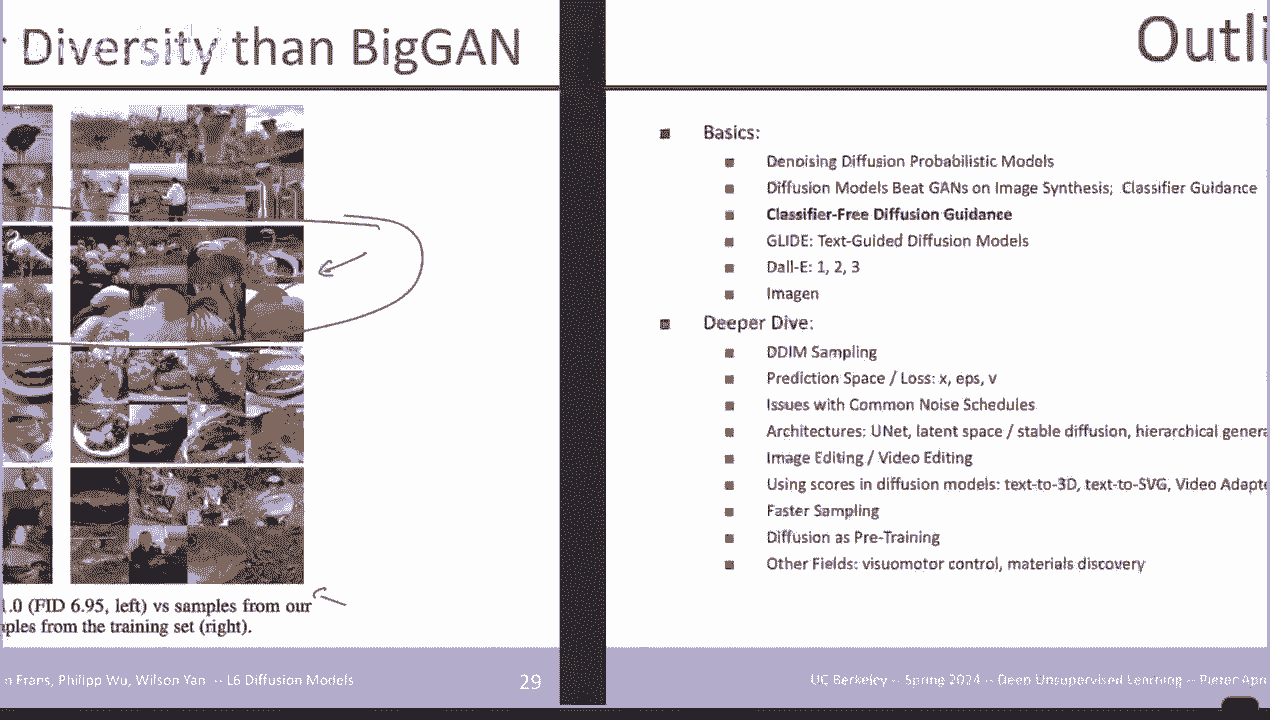 Diversity than BigGAN
1.0 (FID 6.95, left) vs samples from our
ples from the training set (right).
n Frans, Philipp Wu, Wilson Yan -- L6 Diffusion Models
29
Outli
Basics:
Denoising Diffusion Probabilistic Models
Diffusion Models Beat GANs on Image Synthesis; Classifier Guidance
Classifier-Free Diffusion Guidance
GLIDE: Text-Guided Diffusion Models
Dall-E: 1, 2, 3
Imagen
Deeper Dive:
DDIM Sampling
Prediction Space / Loss: x, eps, v
Issues with Common Noise Schedules
Architectures: UNet, latent space / stable diffusion, hierarchical genera
Image Editing / Video Editing
Using scores in diffusion models: text-to-3D, text-to-SVG, Video Adapte
Faster Sampling
Diffusion as Pre-Training
Other Fields: visuomotor control, materials discovery
UC Berkeley -- Spring 2024 -- Deep Unsupervised Learning -- Pieter